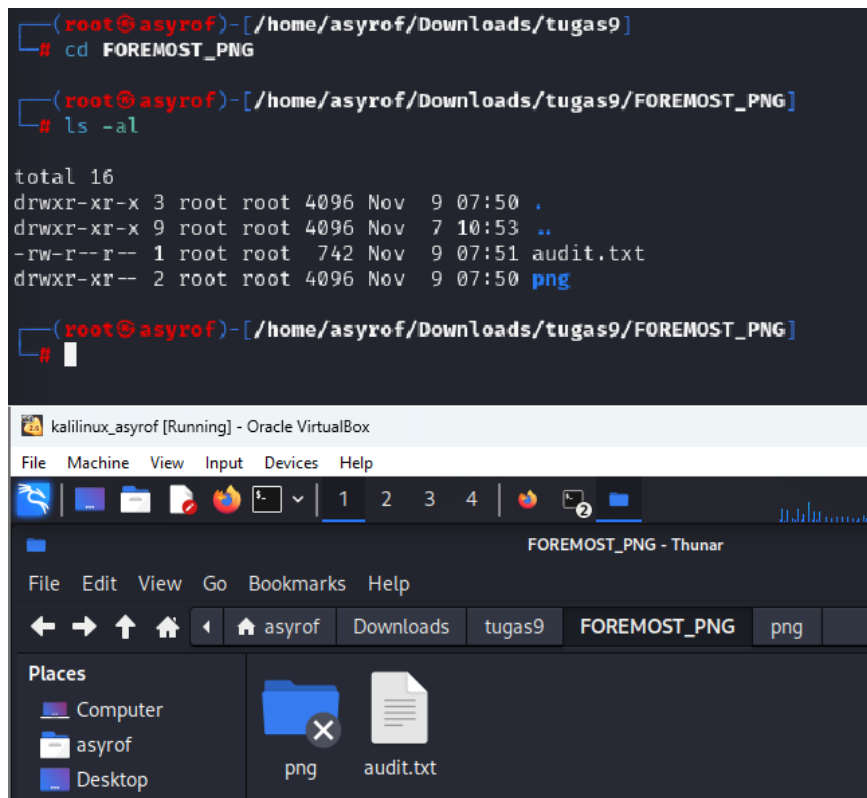 ┌──(root㉿asyrof)-[/home/asyrof/Downloads/tugas9]
└─# cd FOREMOST_PNG
┌──(root㉿asyrof)-[/home/asyrof/Downloads/tugas9/FOREMOST_PNG]
└─# ls -al
total 16
drwxr-xr-x 3 root root 4096 Nov  9 07:50 .
drwxr-xr-x 9 root root 4096 Nov  7 10:53 ..
-rw-r--r-- 1 root root  742 Nov  9 07:51 audit.txt
drwxr-xr-- 2 root root 4096 Nov  9 07:50 png
┌──(root㉿asyrof)-[/home/asyrof/Downloads/tugas9/FOREMOST_PNG]
└─#
kalilinux_asyrof [Running] - Oracle VirtualBox
File Machine View Input Devices Help
1 2 3 4 2
FOREMOST_PNG - Thunar
File Edit View Go Bookmarks Help
asyrof Downloads tugas9 FOREMOST_PNG png
Places
Computer
asyrof
Desktop
png audit.txt